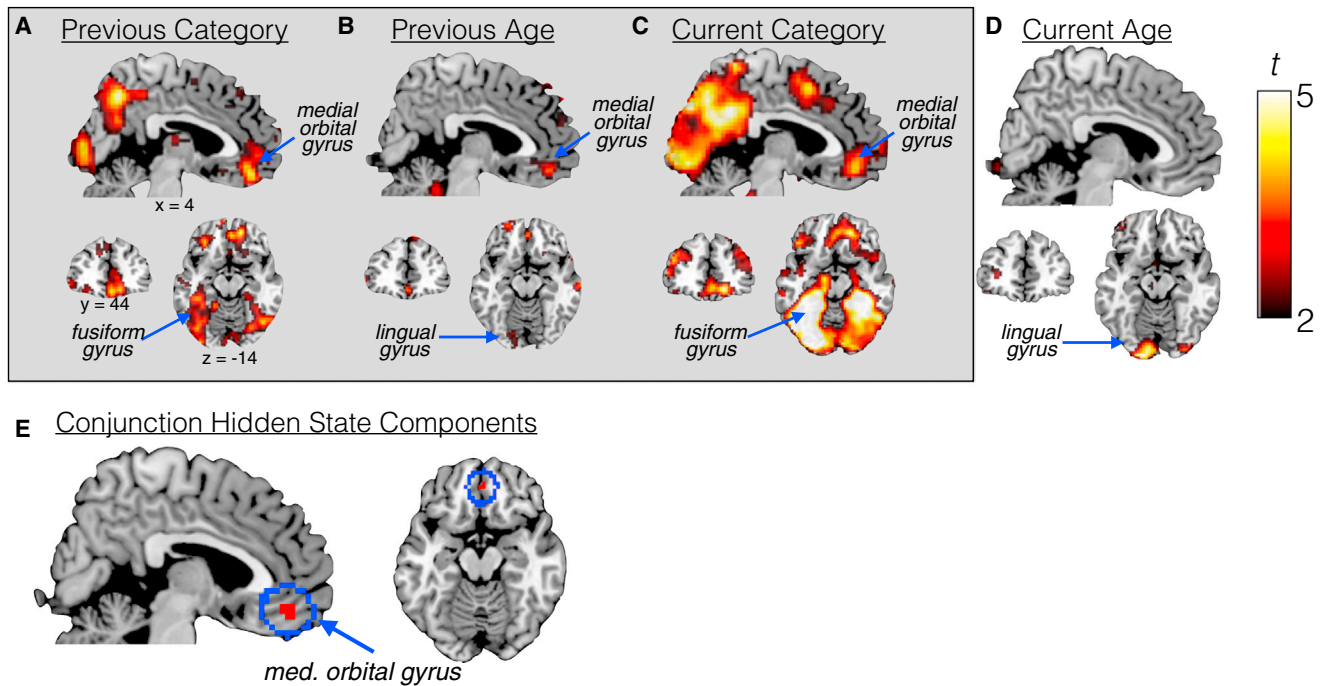 A Previous Category
B Previous Age
C Current Category
D Current Age
t
5
2
medial
orbital
gyrus
medial
orbital
gyrus
medial
orbital
gyrus
x = 4
y = 44
fusiform
gyrus
z = -14
lingual
gyrus
fusiform
gyrus
lingual
gyrus
E Conjunction Hidden State Components
med. orbital gyrus